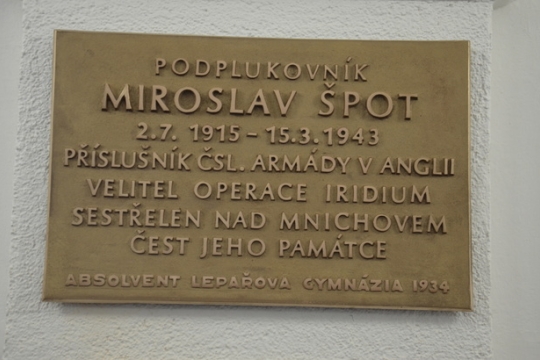 PODPLUKOVNÍK
MIROSLAV ŠPOT
2.7. 1915 - 15.3.1943
PŘÍSLUŠNÍK ČSL. ARMÁDY V ANGLII
VELITEL OPERACE IRIDIUM
SESTŘELEN NAD MNICHOVEM
ČEST JEHO PAMÁTCE
ABSOLVENT LEPAŘOVA GYMNÁZIA 1934